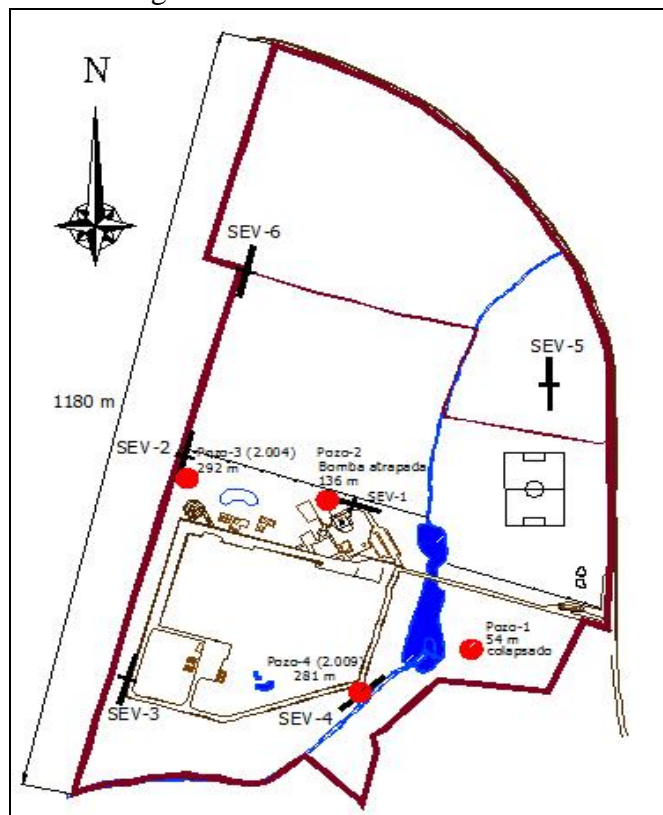 N
SEV-6
SEV-5
1180 m
SEV-2
Pozo-3 (2.004)
292 m
Pozo-2
Bomba atrapada
136 m
SEV-1
Pozo-1
54 m
colapsado
Pozo-4 (2.009)
281 m
SEV-3
SEV-4